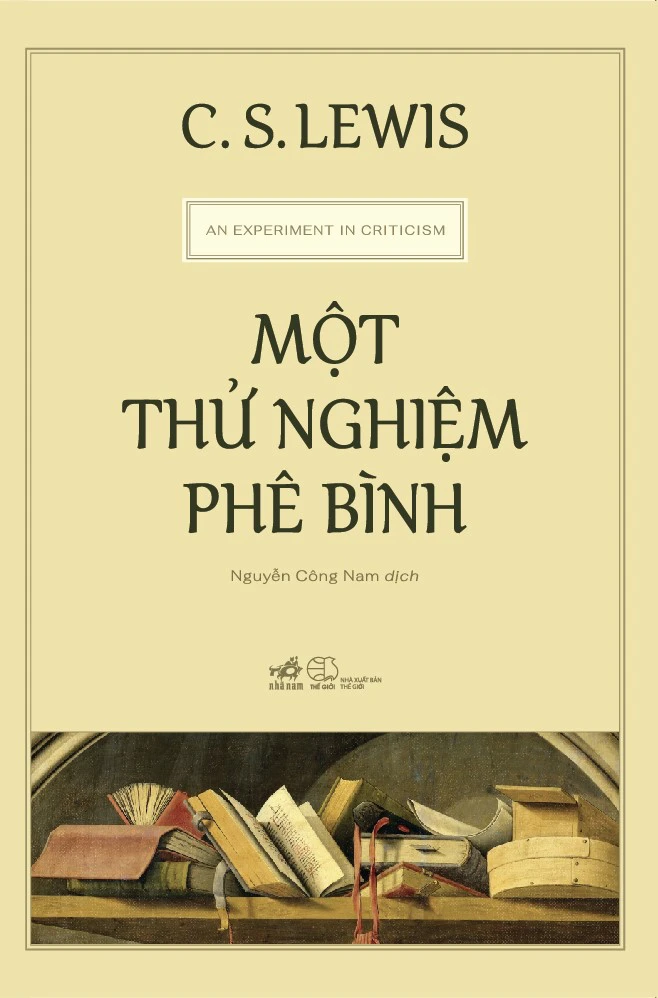 C. S. LEWIS
AN EXPERIMENT IN CRITICISM
MỘT
THỬ NGHIỆM
PHÊ BÌNH
Nguyễn Công Nam dịch
nhã nam
THẾ GIỚI
NHÀ XUẤT BẢN
THẾ GIỚI